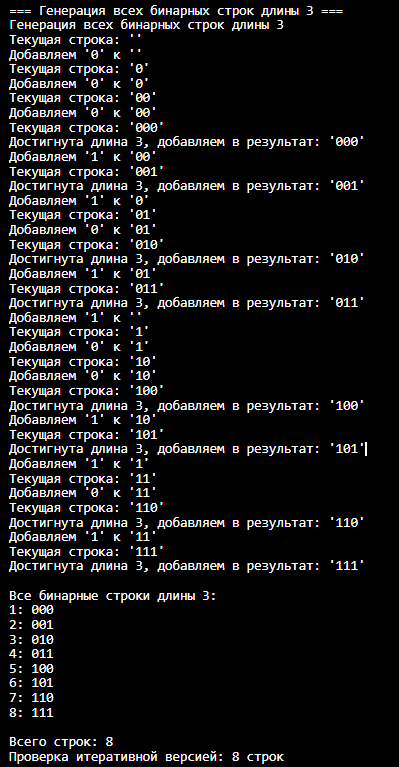 === Генерация всех бинарных строк длины 3 ===
Генерация всех бинарных строк длины 3
Текущая строка: ''
Добавляем '0' к ''
Текущая строка: '0'
Добавляем '0' к '0'
Текущая строка: '00'
Добавляем '0' к '00'
Текущая строка: '000'
Достигнута длина 3, добавляем в результат: '000'
Добавляем '1' к '00'
Текущая строка: '001'
Достигнута длина 3, добавляем в результат: '001'
Добавляем '1' к '0'
Текущая строка: '01'
Добавляем '0' к '01'
Текущая строка: '010'
Достигнута длина 3, добавляем в результат: '010'
Добавляем '1' к '01'
Текущая строка: '011'
Достигнута длина 3, добавляем в результат: '011'
Добавляем '1' к ''
Текущая строка: '1'
Добавляем '0' к '1'
Текущая строка: '10'
Добавляем '0' к '10'
Текущая строка: '100'
Достигнута длина 3, добавляем в результат: '100'
Добавляем '1' к '10'
Текущая строка: '101'
Достигнута длина 3, добавляем в результат: '101'
Добавляем '1' к '1'
Текущая строка: '11'
Добавляем '0' к '11'
Текущая строка: '110'
Достигнута длина 3, добавляем в результат: '110'
Добавляем '1' к '11'
Текущая строка: '111'
Достигнута длина 3, добавляем в результат: '111'

Все бинарные строки длины 3:
1: 000
2: 001
3: 010
4: 011
5: 100
6: 101
7: 110
8: 111

Всего строк: 8
Проверка итеративной версией: 8 строк